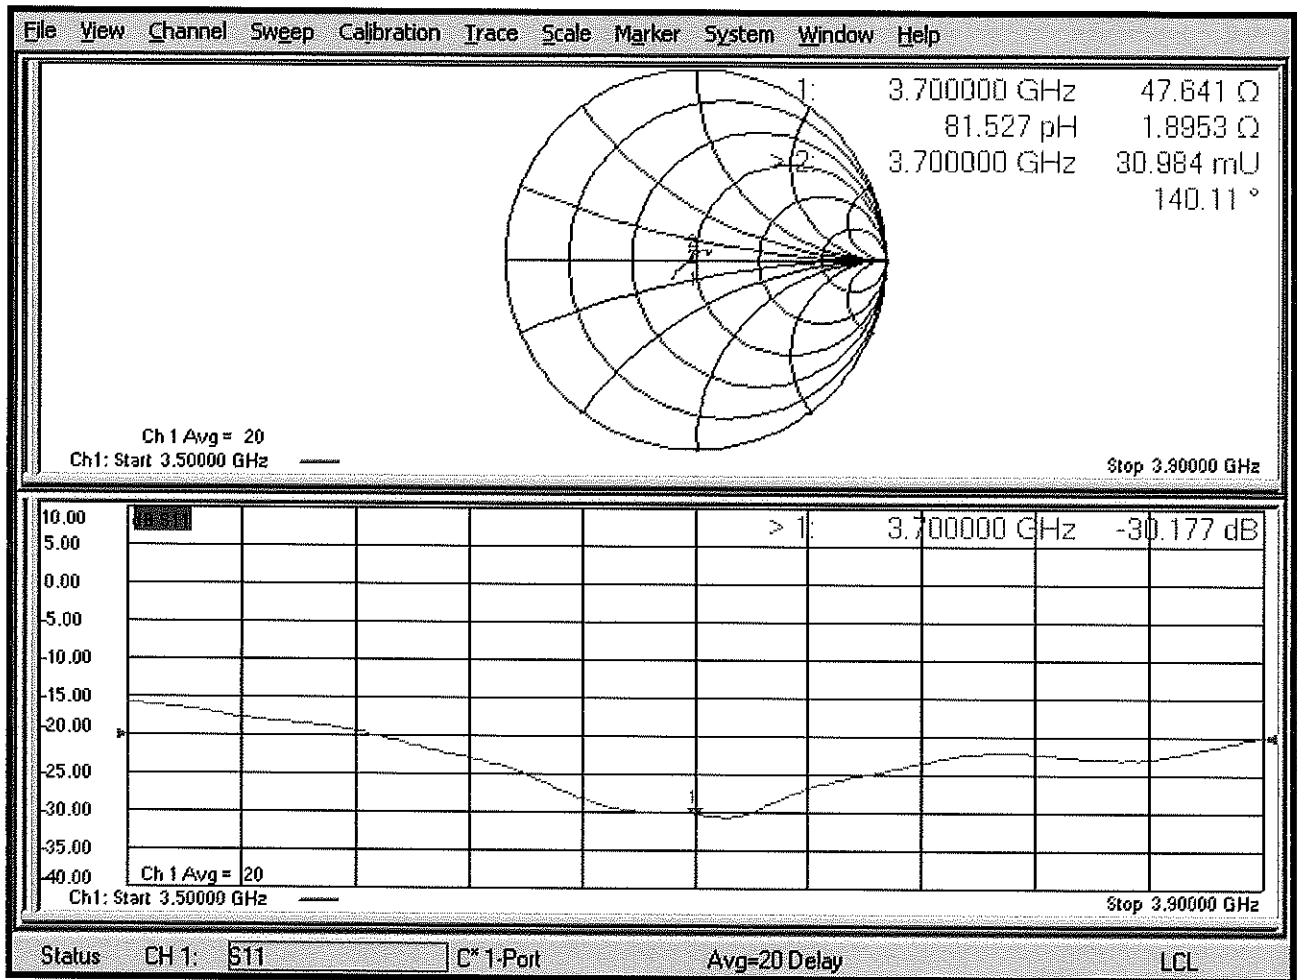 File View Channel Sweep Calibration Trace Scale Marker System Window Help
1: 3.700000 GHz 47.641 Ω
81.527 pH 1.8953 Ω
> 2: 3.700000 GHz 30.984 mU
140.11 °
Ch 1 Avg = 20
Ch1: Start 3.50000 GHz
Stop 3.90000 GHz
10.00
> 1: 3.700000 GHz -30.177 dB
5.00
0.00
-5.00
-10.00
-15.00
-20.00
-25.00
1
-30.00
-35.00
-40.00
Ch 1 Avg = 20
Ch1: Start 3.50000 GHz
Stop 3.90000 GHz
Status CH 1: S11 C* 1-Port Avg=20 Delay LCL